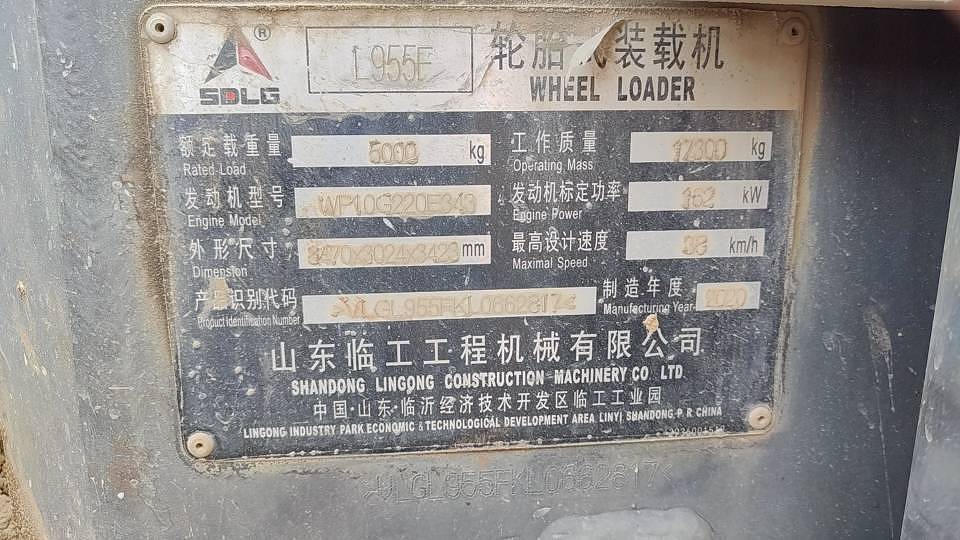 SDLG ®
L955F
轮胎 装载机
WHEEL LOADER
额定载重量 5000 kg
Rated Load
工作质量 17300 kg
Operating Mass
发动机型号 WP10G220E343
Engine Model
发动机标定功率 162 kW
Engine Power
外形尺寸 8470x3024x3423 mm
Dimension
最高设计速度 38 km/h
Maximal Speed
产品识别代码
Product Identification Number
制造年度 2020
Manufacturing Year
山东临工工程机械有限公司
SHANDONG LINGONG CONSTRUCTION MACHINERY CO LTD
中国·山东·临沂经济技术开发区临工工业园
LINGONG INDUSTRY PARK ECONOMIC & TECHNOLOGICAL DEVELOPMENT AREA LINYI SHANDONG P R CHINA